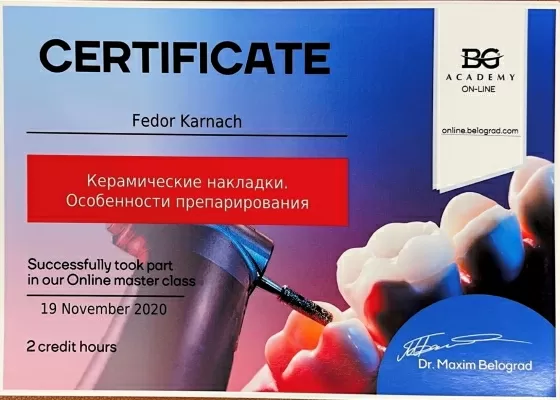 CERTIFICATE
BG
ACADEMY
ON-LINE
Fedor Karnach
online.belograd.com
Керамические накладки.
Особенности препарирования
Successfully took part
in our Online master class
19 November 2020
2 credit hours
Dr. Maxim Belograd